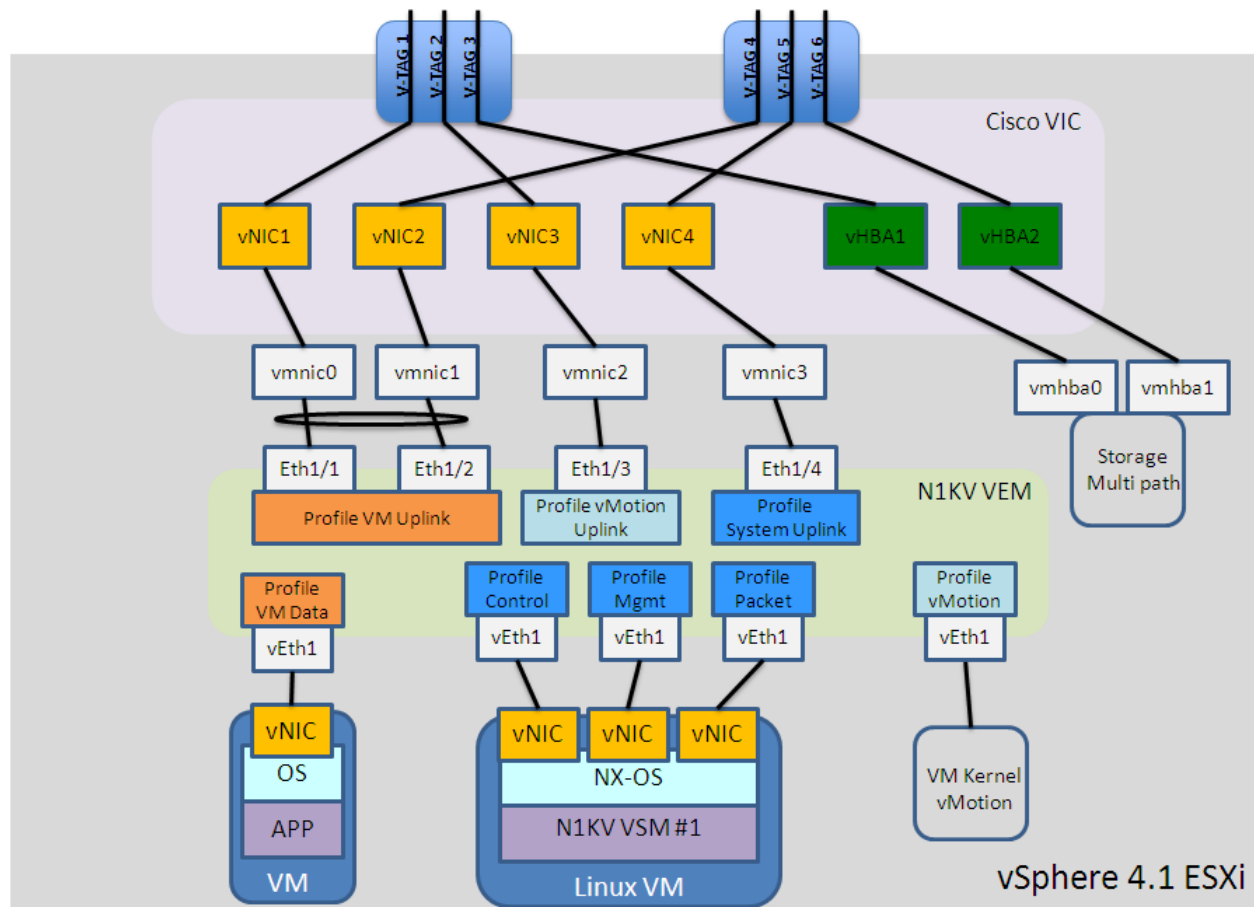 V-TAG 1
V-TAG 2
V-TAG 3
V-TAG 4
V-TAG 5
V-TAG 6
Cisco VIC
vNIC1
vNIC2
vNIC3
vNIC4
vHBA1
vHBA2
vmnic0
vmnic1
vmnic2
vmnic3
vmhba0
vmhba1
Storage
Multi path
Eth1/1
Eth1/2
Eth1/3
Eth1/4
N1KV VEM
Profile VM Uplink
Profile vMotion
Uplink
Profile
System Uplink
Profile
VM Data
Profile
Control
Profile
Mgmt
Profile
Packet
Profile
vMotion
vEth1
vEth1
vEth1
vEth1
vEth1
vNIC
OS
APP
VM
vNIC
vNIC
vNIC
NX-OS
N1KV VSM #1
Linux VM
VM Kernel
vMotion
vSphere 4.1 ESXi